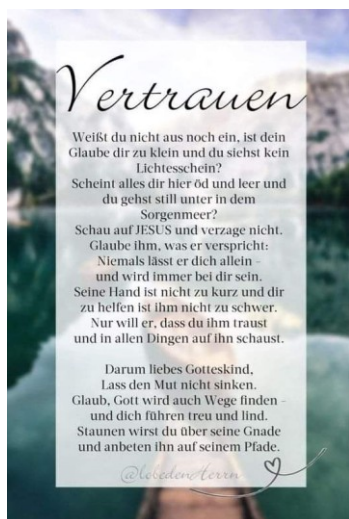 Vertrauen
Weißt du nicht aus noch ein, ist dein
Glaube dir zu klein und du siehst kein
Lichtesschein?
Scheint alles dir hier öd und leer und
du gehst still unter in dem
Sorgenmeer?
Schau auf JESUS und verzage nicht.
Glaube ihm, was er verspricht:
Niemals lässt er dich allein –
und wird immer bei dir sein.
Seine Hand ist nicht zu kurz und dir
zu helfen ist ihm nicht zu schwer.
Nur will er, dass du ihm traust
und in allen Dingen auf ihn schaust.
Darum liebes Gotteskind,
Lass den Mut nicht sinken.
Glaub, Gott wird auch Wege finden –
und dich führen treu und lind.
Staunen wirst du über seine Gnade
und anbeten ihn auf seinem Pfade.
@lobedenHerrn